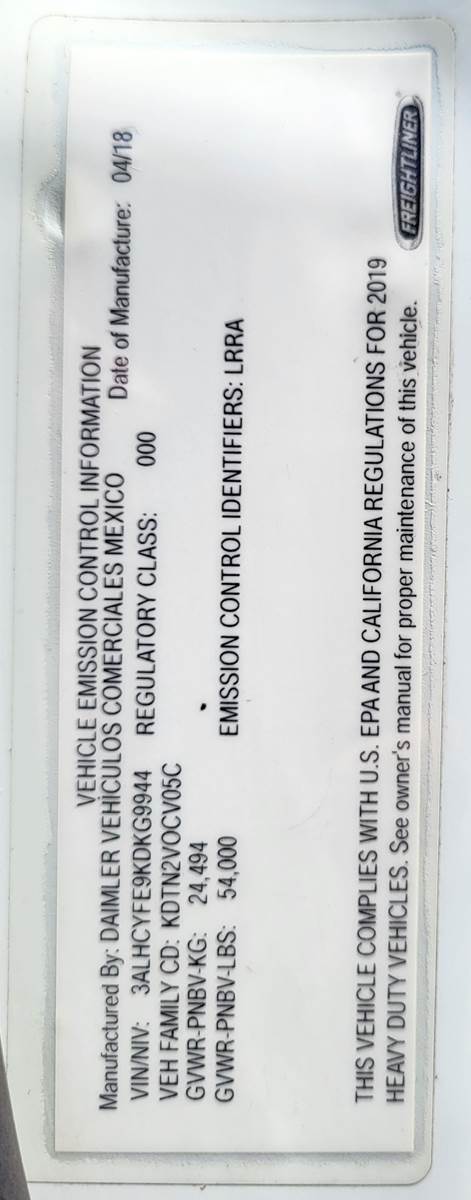 VEHICLE EMISSION CONTROL INFORMATION
Manufactured By: DAIMLER VEHÍCULOS COMERCIALES MEXICO Date of Manufacture: 04/18
VIN/NIV: 3ALHCYFE9KDKG9944 REGULATORY CLASS: 000
VEH FAMILY CD: KDTN2VOCV05C
GVWR-PNBV-KG: 24,494
GVWR-PNBV-LBS: 54,000 EMISSION CONTROL IDENTIFIERS: LRRA
THIS VEHICLE COMPLIES WITH U.S. EPA AND CALIFORNIA REGULATIONS FOR 2019
HEAVY DUTY VEHICLES. See owner's manual for proper maintenance of this vehicle.
FREIGHTLINER